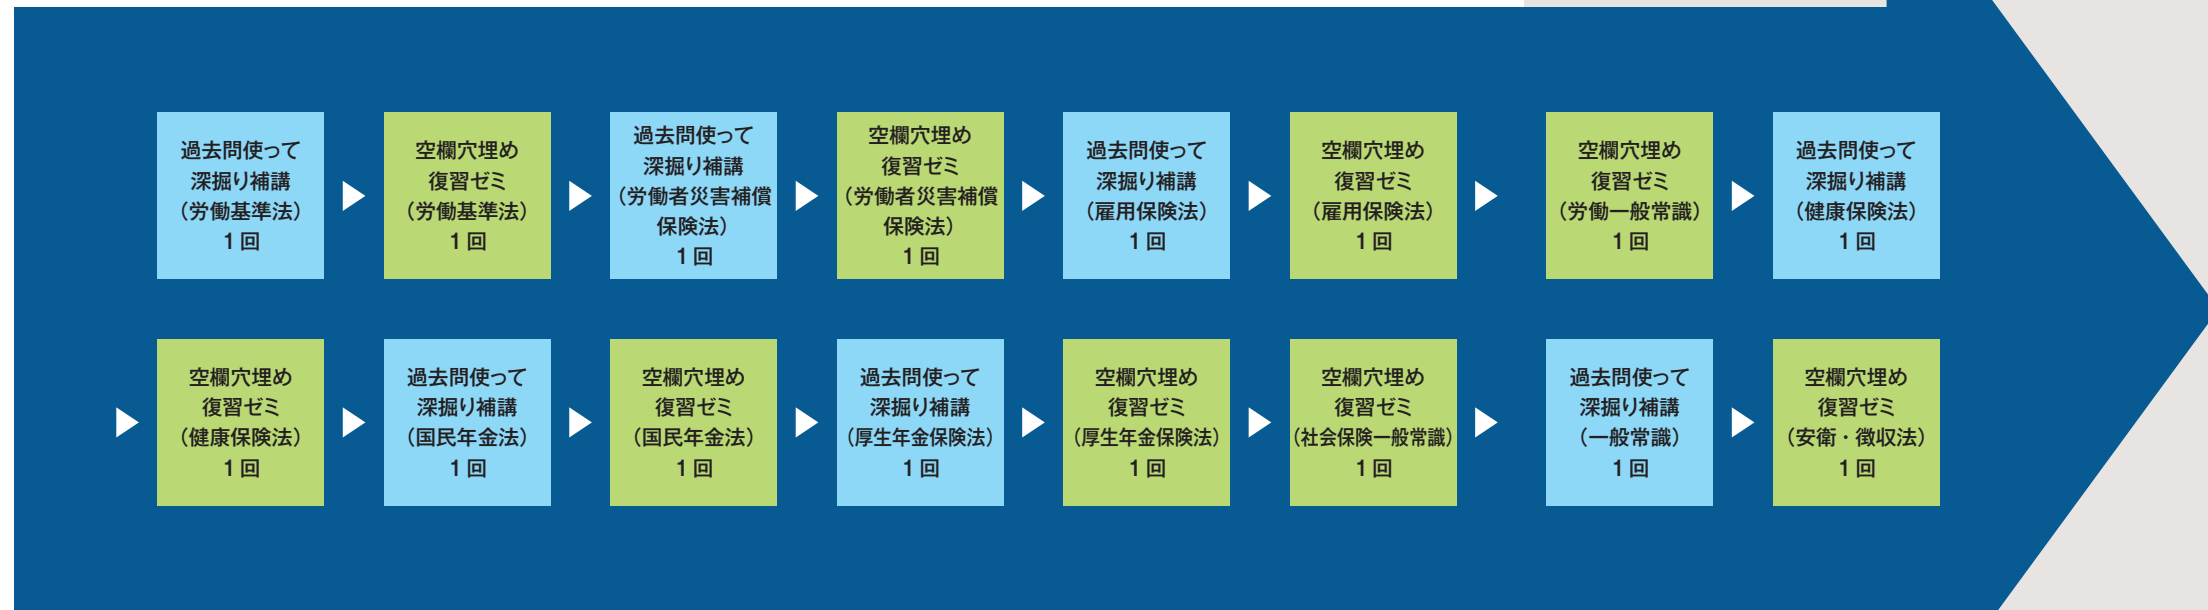 過去問使って
深掘り補講
（労働基準法）
1 回
空欄穴埋め
復習ゼミ
（労働基準法）
1 回
過去問使って
深掘り補講
（労働者災害補償
保険法）
1 回
空欄穴埋め
復習ゼミ
（労働者災害補償
保険法）
1 回
過去問使って
深掘り補講
（雇用保険法）
1 回
空欄穴埋め
復習ゼミ
（雇用保険法）
1 回
空欄穴埋め
復習ゼミ
（労働一般常識）
1 回
過去問使って
深掘り補講
（健康保険法）
1 回
空欄穴埋め
復習ゼミ
（健康保険法）
1 回
過去問使って
深掘り補講
（国民年金法）
1 回
空欄穴埋め
復習ゼミ
（国民年金法）
1 回
過去問使って
深掘り補講
（厚生年金保険法）
1 回
空欄穴埋め
復習ゼミ
（厚生年金保険法）
1 回
空欄穴埋め
復習ゼミ
（社会保険一般常識）
1 回
過去問使って
深掘り補講
（一般常識）
1 回
空欄穴埋め
復習ゼミ
（安衛・徴収法）
1 回